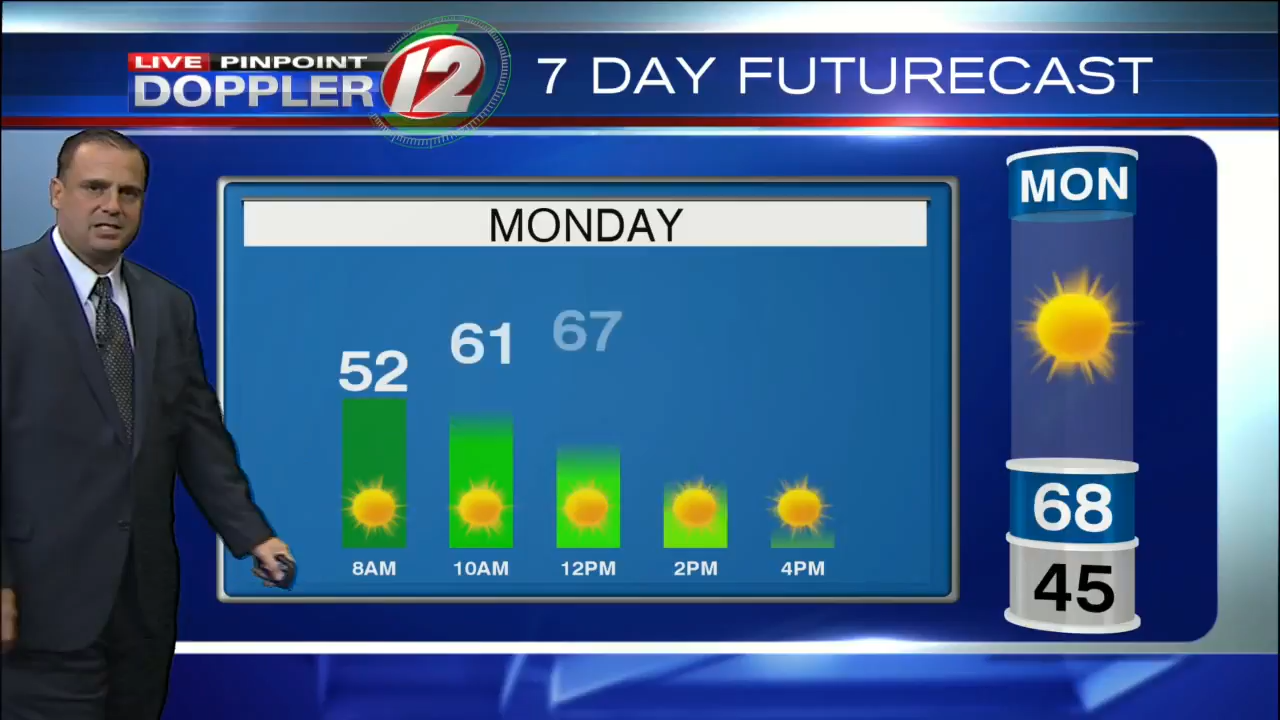 LIVE PINPOINT
DOPPLER 12
7 DAY FUTURECAST
MONDAY
52 61 67
8AM 10AM 12PM 2PM 4PM
MON
68
45